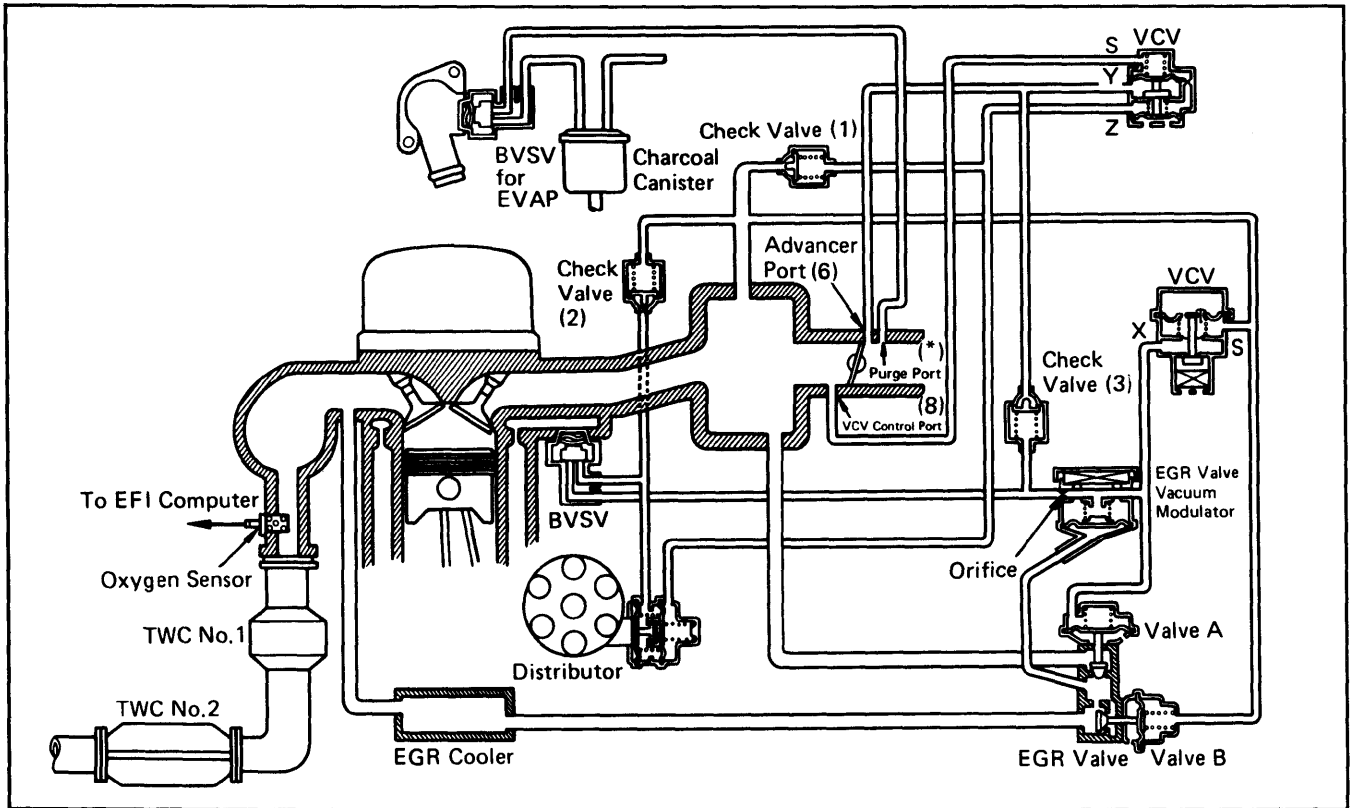 S
VCV
Y
Z
Check Valve (1)
BVSV
for
EVAP
Charcoal
Canister
Advancer
Port (6)
Check
Valve
(2)
VCV
X
S
(*)
Purge Port
Check
Valve (3)
(8)
VCV Control Port
EGR Valve
Vacuum
Modulator
To EFI Computer
BVSV
Oxygen Sensor
Orifice
TWC No.1
Valve A
Distributor
TWC No.2
EGR Cooler
EGR Valve
Valve B